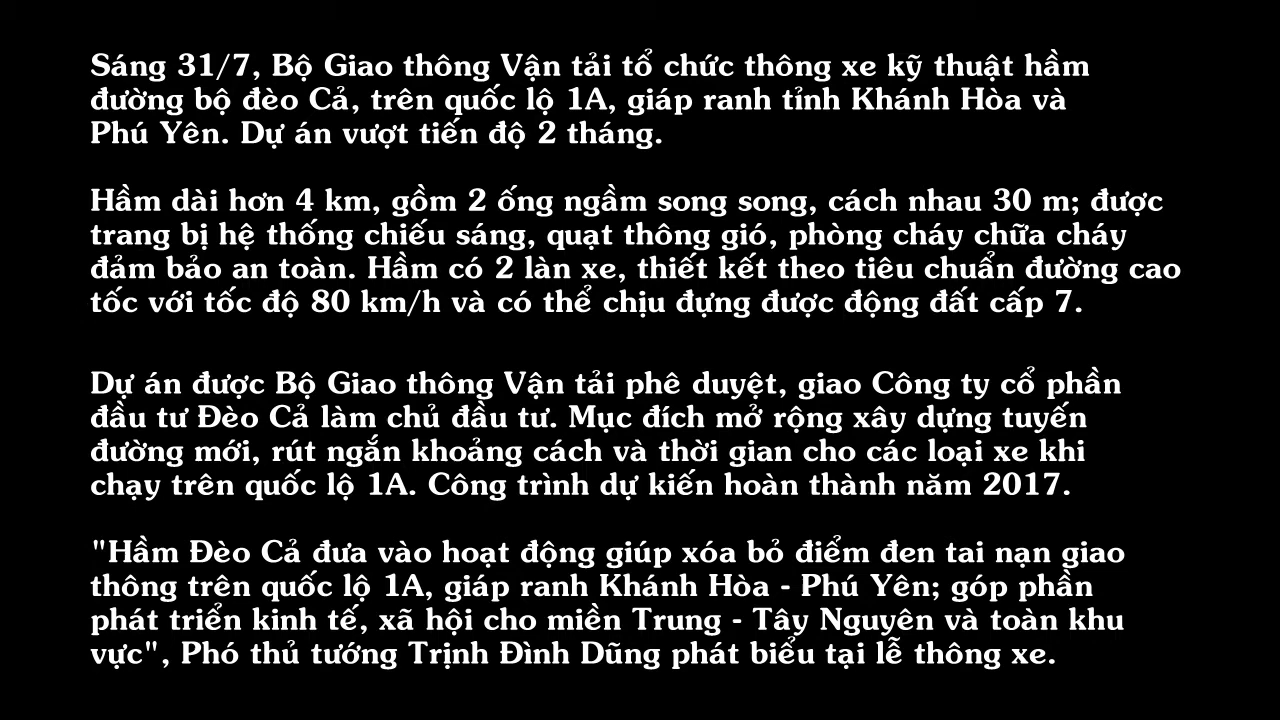 Sáng 31/7, Bộ Giao thông Vận tải tổ chức thông xe kỹ thuật hầm
đường bộ đèo Cả, trên quốc lộ 1A, giáp ranh tỉnh Khánh Hòa và
Phú Yên. Dự án vượt tiến độ 2 tháng.
Hầm dài hơn 4 km, gồm 2 ống ngầm song song, cách nhau 30 m; được
trang bị hệ thống chiếu sáng, quạt thông gió, phòng cháy chữa cháy
đảm bảo an toàn. Hầm có 2 làn xe, thiết kết theo tiêu chuẩn đường cao
tốc với tốc độ 80 km/h và có thể chịu đựng được động đất cấp 7.
Dự án được Bộ Giao thông Vận tải phê duyệt, giao Công ty cổ phần
đầu tư Đèo Cả làm chủ đầu tư. Mục đích mở rộng xây dựng tuyến
đường mới, rút ngắn khoảng cách và thời gian cho các loại xe khi
chạy trên quốc lộ 1A. Công trình dự kiến hoàn thành năm 2017.
"Hầm Đèo Cả đưa vào hoạt động giúp xóa bỏ điểm đen tai nạn giao
thông trên quốc lộ 1A, giáp ranh Khánh Hòa - Phú Yên; góp phần
phát triển kinh tế, xã hội cho miền Trung - Tây Nguyên và toàn khu
vực", Phó thủ tướng Trịnh Đình Dũng phát biểu tại lễ thông xe.